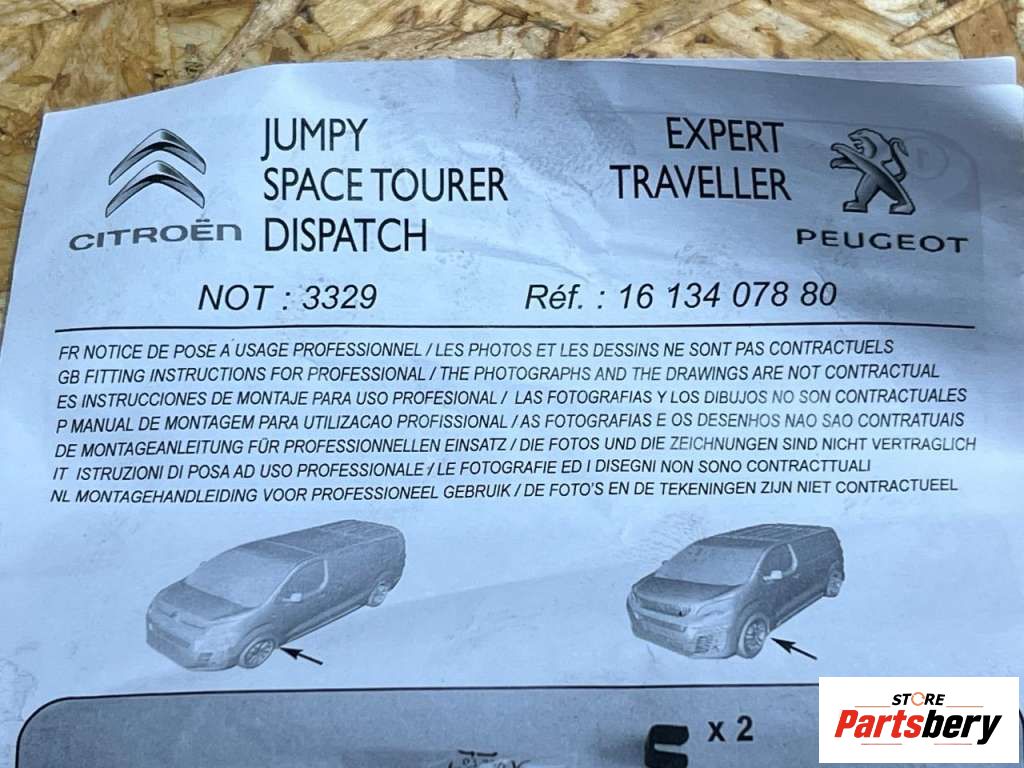 JUMPY
SPACE TOURER
DISPATCH
CITROËN
EXPERT
TRAVELLER
PEUGEOT
NOT : 3329
Réf. : 16 134 078 80
FR NOTICE DE POSE A USAGE PROFESSIONNEL / LES PHOTOS ET LES DESSINS NE SONT PAS CONTRACTUELS
GB FITTING INSTRUCTIONS FOR PROFESSIONAL / THE PHOTOGRAPHS AND THE DRAWINGS ARE NOT CONTRACTUAL
ES INSTRUCCIONES DE MONTAJE PARA USO PROFESIONAL / LAS FOTOGRAFIAS Y LOS DIBUJOS NO SON CONTRACTUALES
P MANUAL DE MONTAGEM PARA UTILIZACAO PROFISSIONAL / AS FOTOGRAFIAS E OS DESENHOS NAO SAO CONTRATUAIS
DE MONTAGEANLEITUNG FÜR PROFESSIONNELLEN EINSATZ / DIE FOTOS UND DIE ZEICHNUNGEN SIND NICHT VERTRAGLICH
IT ISTRUZIONI DI POSA AD USO PROFESSIONALE / LE FOTOGRAFIE ED I DISEGNI NON SONO CONTRACTTUALI
NL MONTAGEHANDLEIDING VOOR PROFESSIONEEL GEBRUIK / DE FOTO'S EN DE TEKENINGEN ZIJN NIET CONTRACTUEEL
x 2
STORE
Partsbery